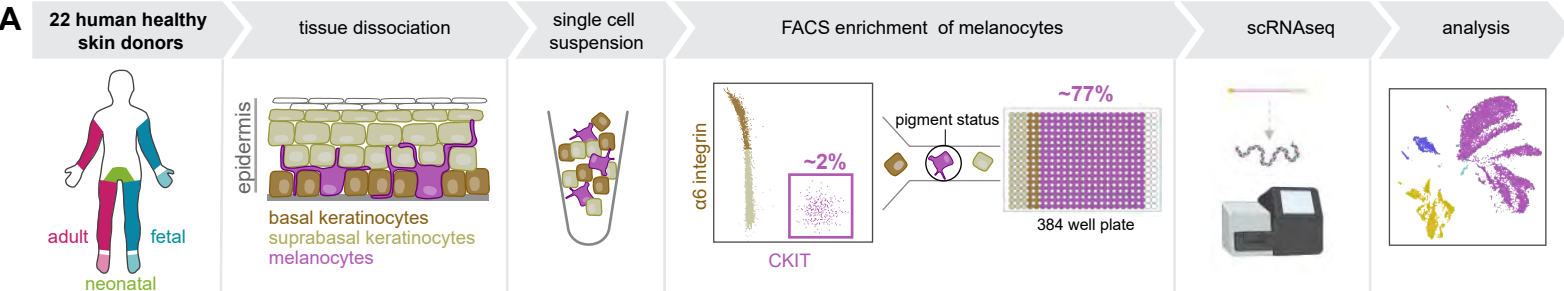 A
22 human healthy
skin donors
tissue dissociation
single cell
suspension
FACS enrichment  of melanocytes
scRNAseq
analysis
adult
fetal
neonatal
epidermis
basal keratinocytes
suprabasal keratinocytes
melanocytes
α6 integrin
~2%
CKIT
pigment status
~77%
384 well plate